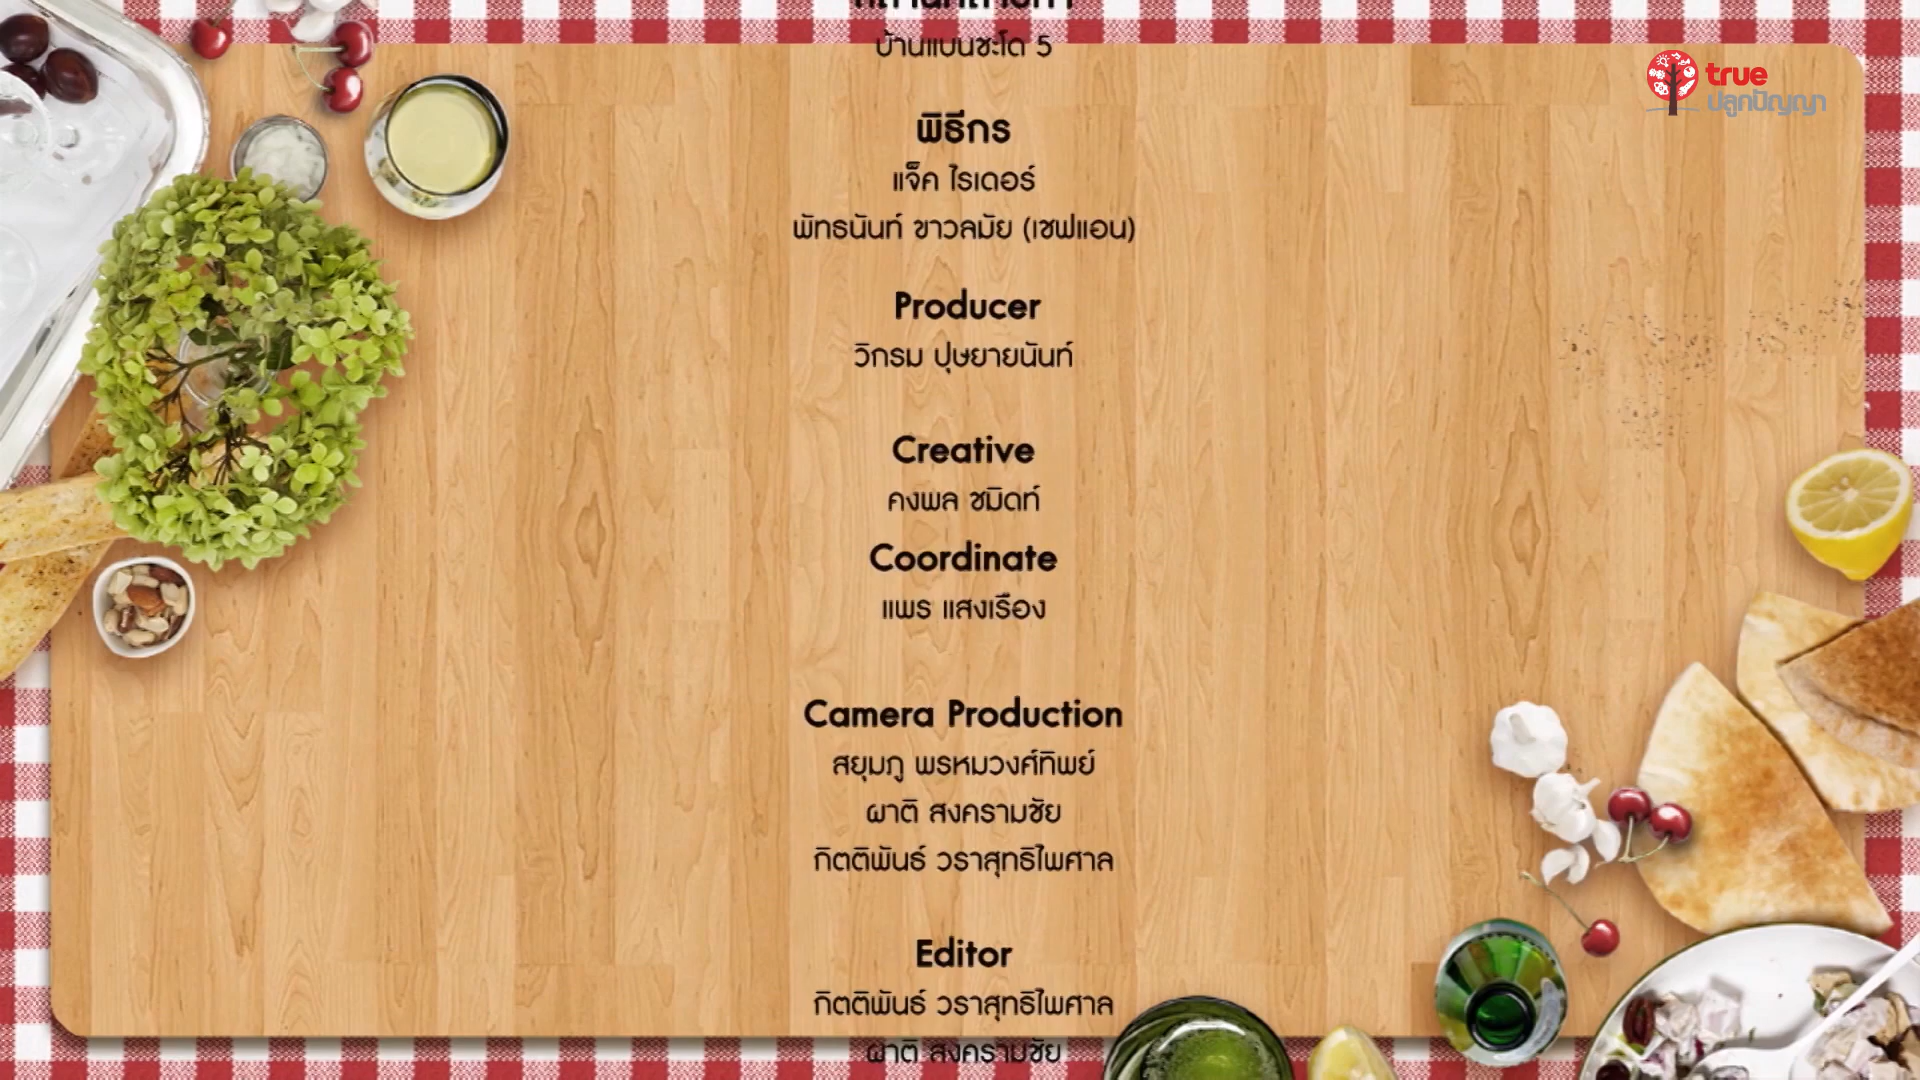 บ้านแบนชะโด 5
true
ปลูกปัญญา
พิธีกร
แจ็ค ไรเดอร์
พัทธนันท์ ขาวลมัย (เชฟแอน)
Producer
วิกรม ปุษยายนันท์
Creative
คงพล ชมิดท์
Coordinate
แพร แสงเรือง
Camera Production
สยุมภู พรหมวงศ์ทิพย์
ผาติ สงครามชัย
กิตติพันธ์ วราสุทธิไพศาล
Editor
กิตติพันธ์ วราสุทธิไพศาล
ผาติ สงครามชัย